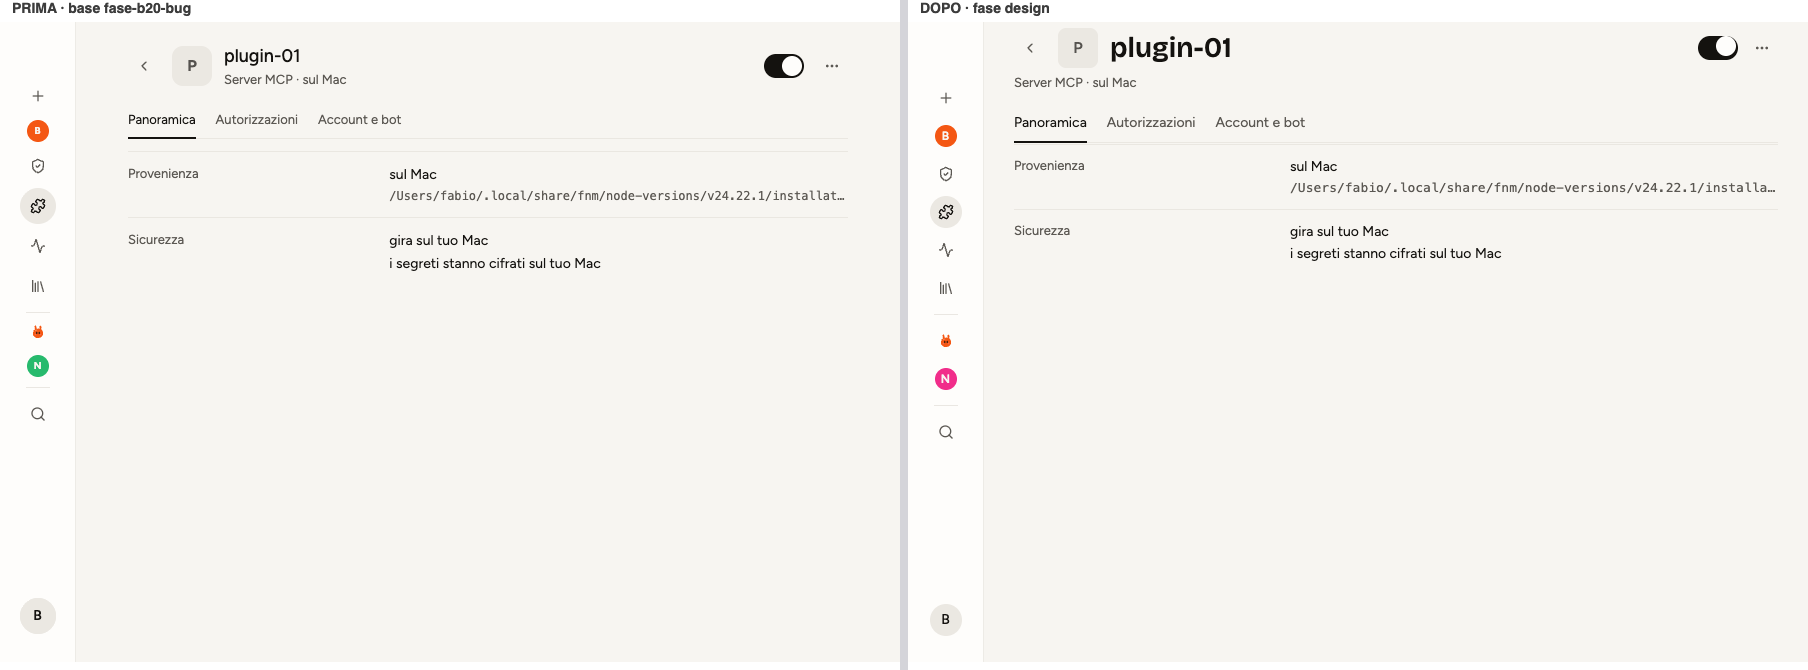 PRIMA · base fase-b20-bug
P
plugin-01
Server MCP · sul Mac
Panoramica Autorizzazioni Account e bot
Provenienza
sul Mac
/Users/fabio/.local/share/fnm/node-versions/v24.22.1/installat…
Sicurezza
gira sul tuo Mac
i segreti stanno cifrati sul tuo Mac
B
N
B
DOPO · fase design
P
plugin-01
Server MCP · sul Mac
Panoramica Autorizzazioni Account e bot
Provenienza
sul Mac
/Users/fabio/.local/share/fnm/node-versions/v24.22.1/installa…
Sicurezza
gira sul tuo Mac
i segreti stanno cifrati sul tuo Mac
B
N
B